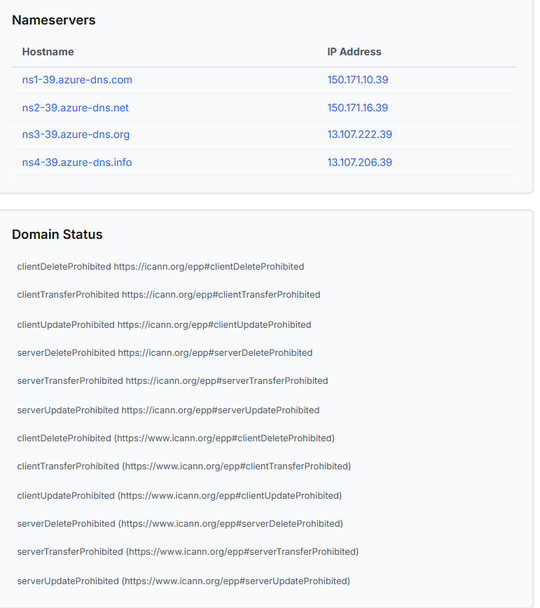 Nameservers
Hostname IP Address
ns1-39.azure-dns.com 150.171.10.39
ns2-39.azure-dns.net 150.171.16.39
ns3-39.azure-dns.org 13.107.222.39
ns4-39.azure-dns.info 13.107.206.39
Domain Status
clientDeleteProhibited https://icann.org/epp#clientDeleteProhibited
clientTransferProhibited https://icann.org/epp#clientTransferProhibited
clientUpdateProhibited https://icann.org/epp#clientUpdateProhibited
serverDeleteProhibited https://icann.org/epp#serverDeleteProhibited
serverTransferProhibited https://icann.org/epp#serverTransferProhibited
serverUpdateProhibited https://icann.org/epp#serverUpdateProhibited
clientDeleteProhibited (https://www.icann.org/epp#clientDeleteProhibited)
clientTransferProhibited (https://www.icann.org/epp#clientTransferProhibited)
clientUpdateProhibited (https://www.icann.org/epp#clientUpdateProhibited)
serverDeleteProhibited (https://www.icann.org/epp#serverDeleteProhibited)
serverTransferProhibited (https://www.icann.org/epp#serverTransferProhibited)
serverUpdateProhibited (https://www.icann.org/epp#serverUpdateProhibited)